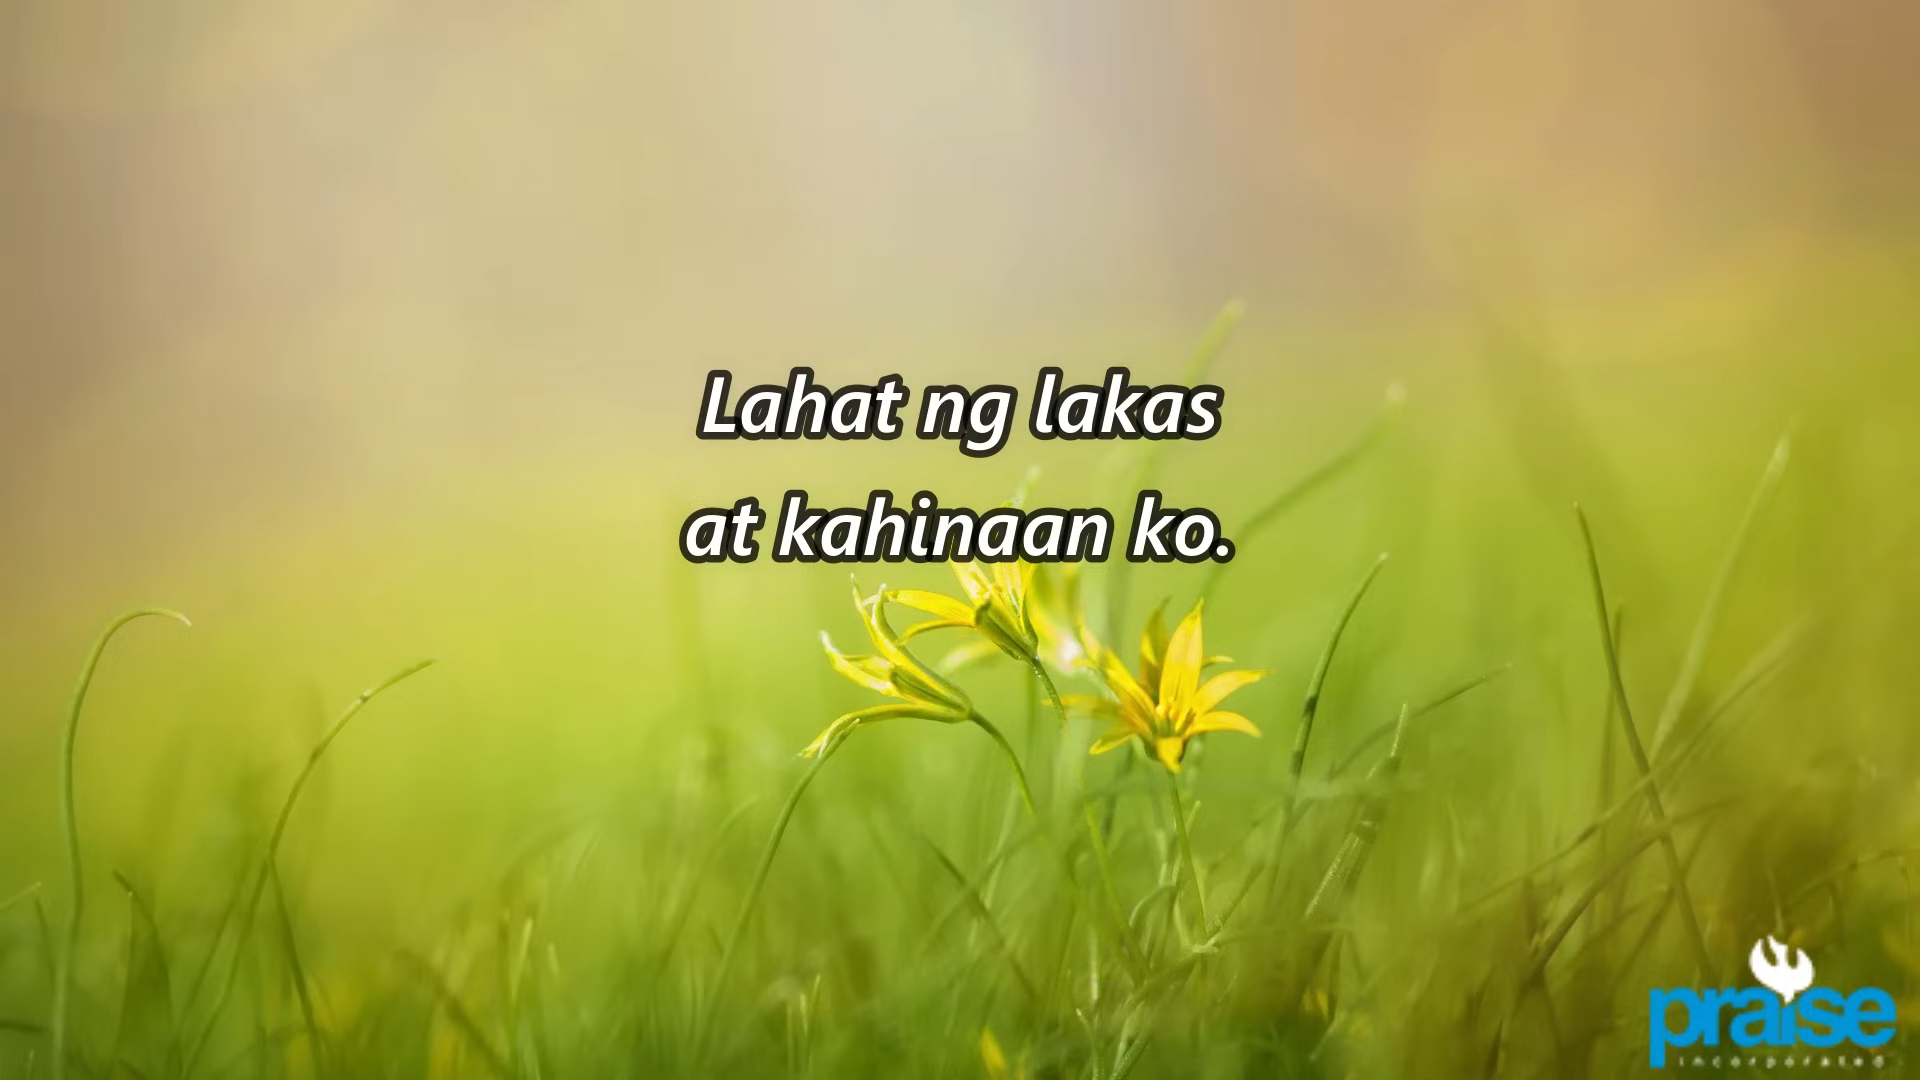 Lahat ng lakas
at kahinaan ko.
praise
incorporated